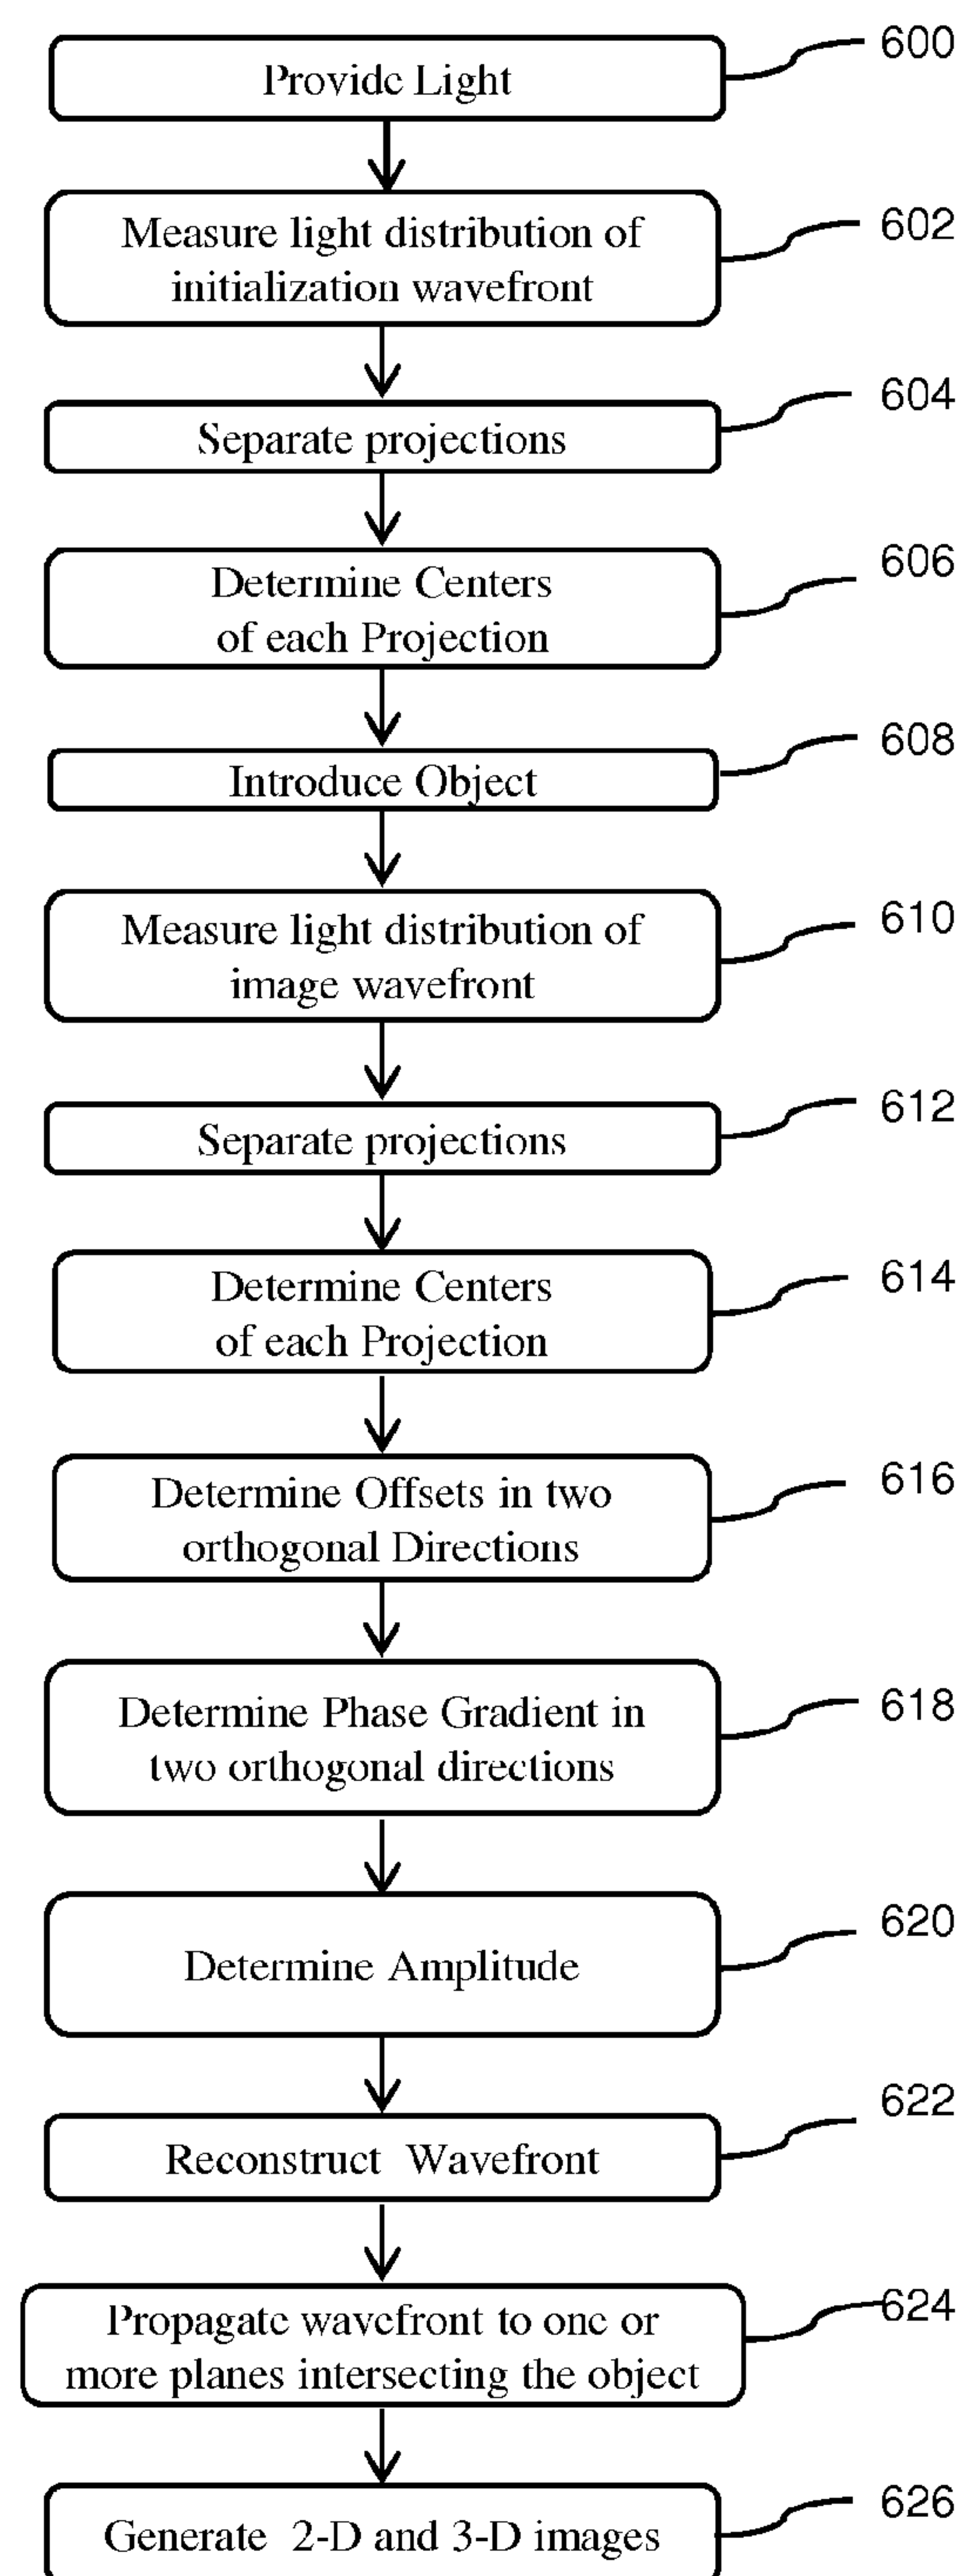 Provide Light
600
Measure light distribution of
initialization wavefront
602
Separate projections
604
Determine Centers
of each Projection
606
Introduce Object
608
Measure light distribution of
image wavefront
610
Separate projections
612
Determine Centers
of each Projection
614
Determine Offsets in two
orthogonal Directions
616
Determine Phase Gradient in
two orthogonal directions
618
Determine Amplitude
620
Reconstruct Wavefront
622
Propagate wavefront to one or
more planes intersecting the object
624
Generate 2-D and 3-D images
626